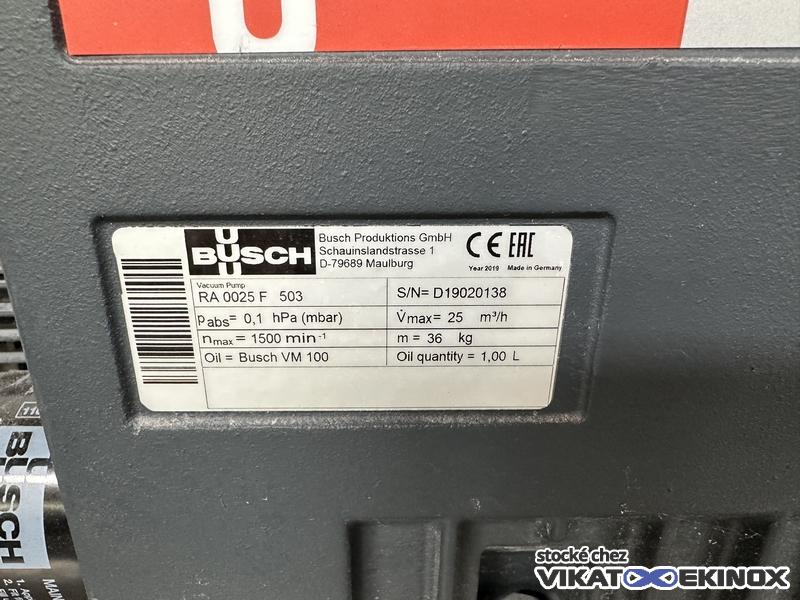 BUSCH
Busch Produktions GmbH
Schauinslandstrasse 1
D-79689 Maulburg
CE EAC
Year 2019 Made in Germany
Vacuum Pump
RA 0025 F 503
S/N= D19020138
pabs= 0,1 hPa (mbar)
V̇max= 25 m³/h
nmax= 1500 min-1
m = 36 kg
Oil = Busch VM 100
Oil quantity = 1,00 L
BUSCH
stocké chez
VIKATOOEKINOX